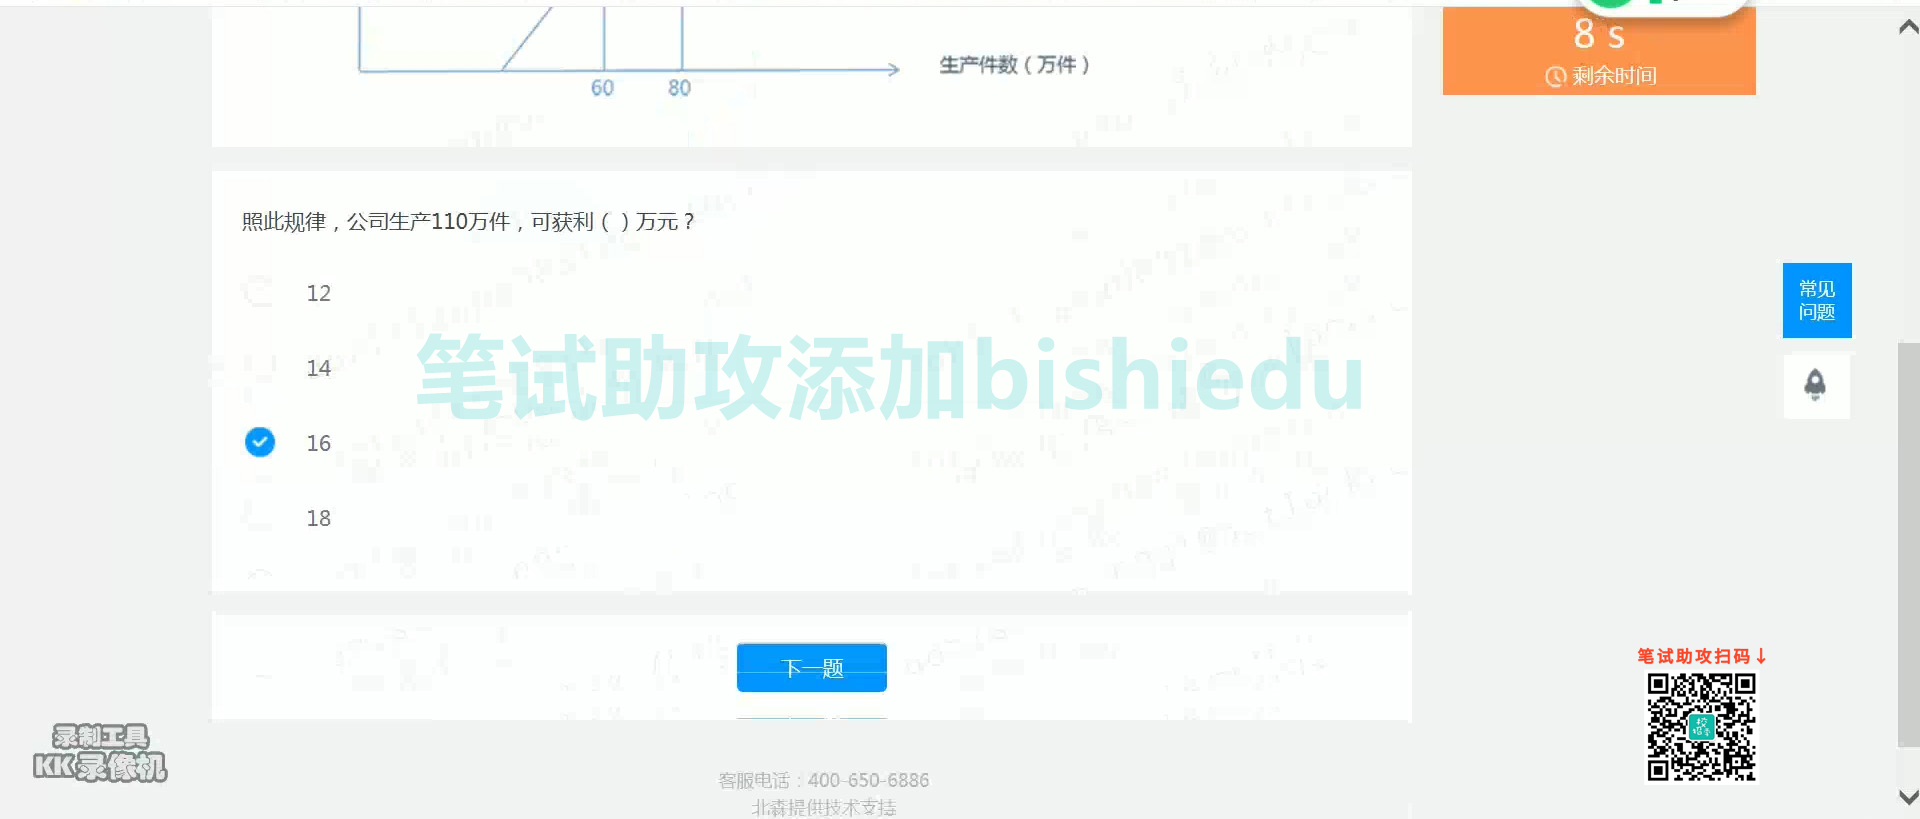 8 s
剩余时间
生产件数（万件）
60
80
照此规律，公司生产110万件，可获利（ ）万元？
12
14
16
18
笔试助攻添加bishiedu
常见
问题
下一题
笔试助攻扫码↓
录制工具
KK录像机
客服电话：400-650-6886
北森提供技术支持